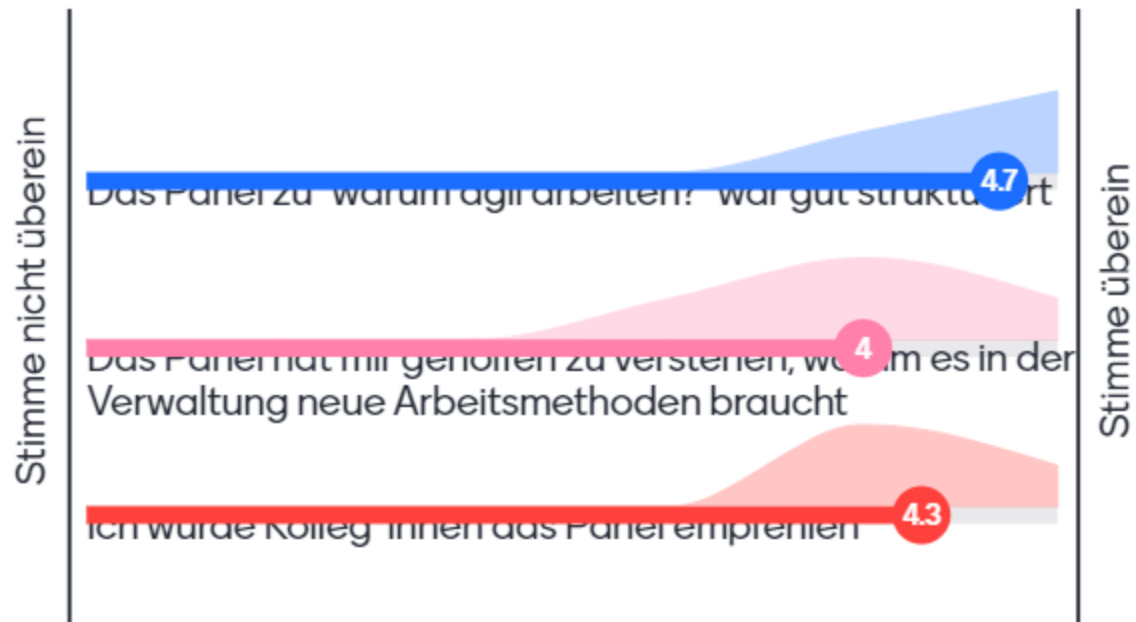 Stimme nicht überein
Das Panel zu "warum agil arbeiten?" war gut strukturiert
4.7
Das Panel hat mir geholfen zu verstehen, warum es in der
4
Verwaltung neue Arbeitsmethoden braucht
Ich würde Kolleg*innen das Panel empfehlen
4.3
Stimme überein